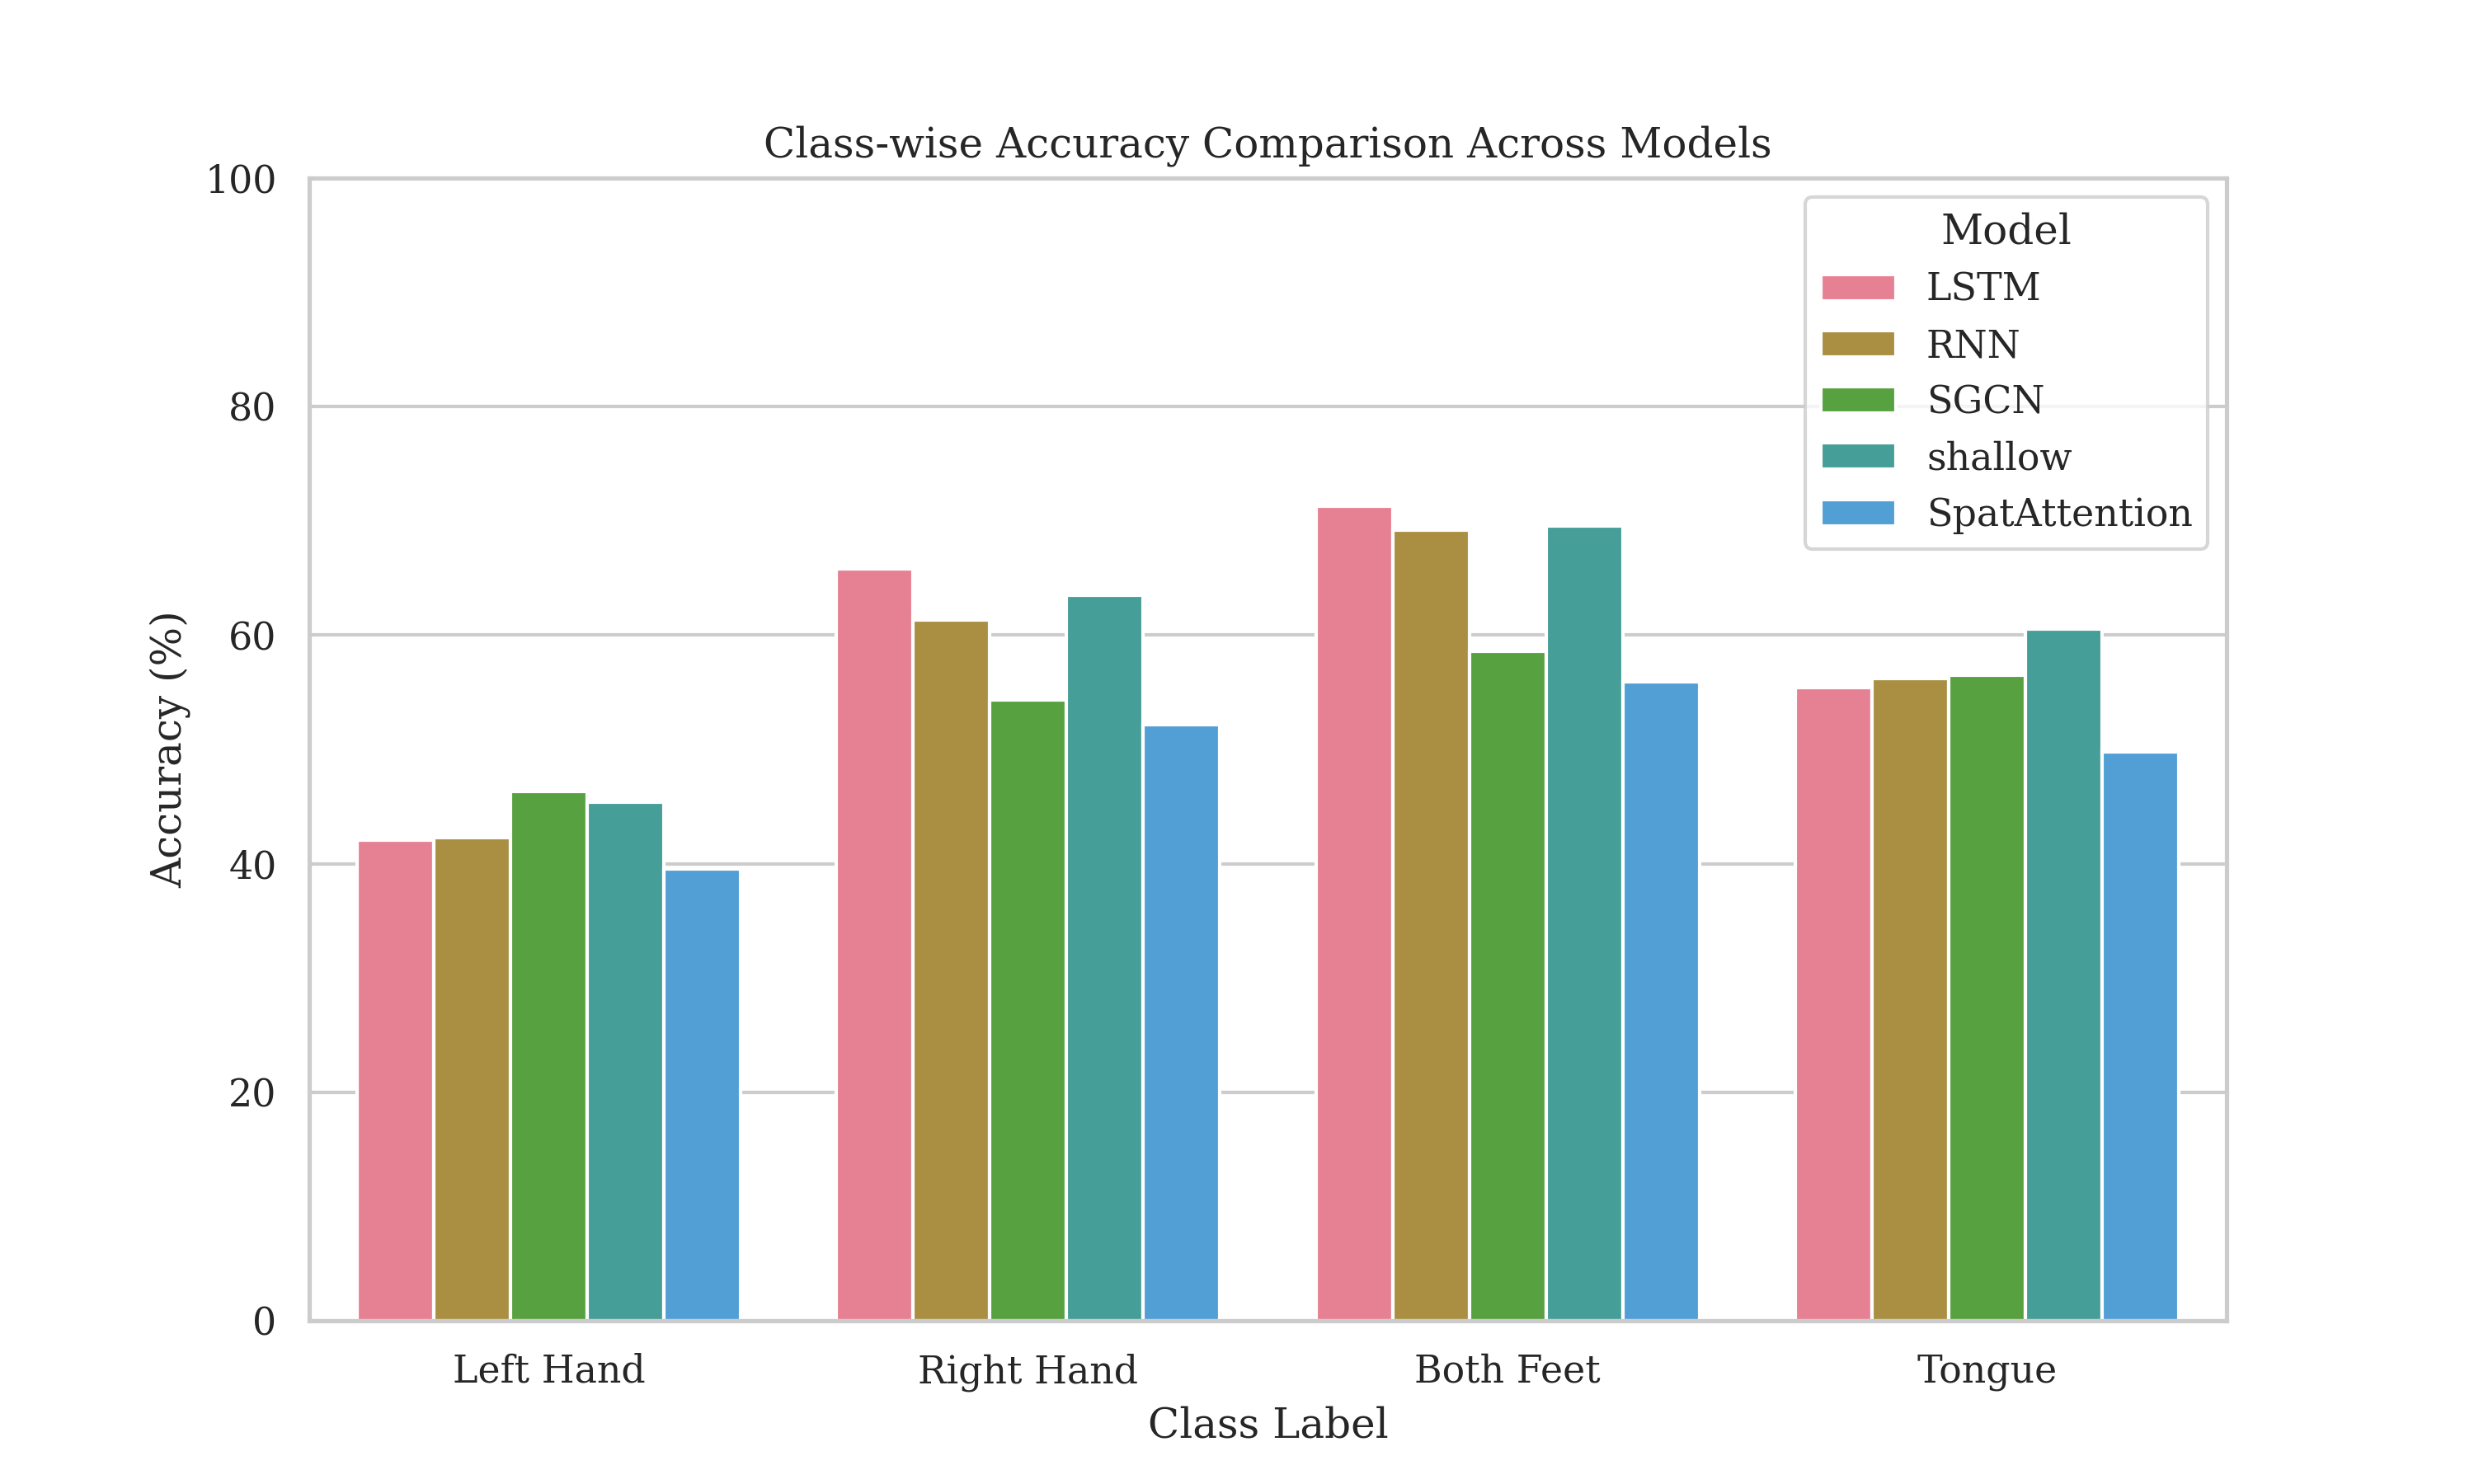 Class-wise Accuracy Comparison Across Models
100
80
60
40
20
0
Accuracy (%)
Model
LSTM
RNN
SGCN
shallow
SpatAttention
Left Hand
Right Hand
Both Feet
Tongue
Class Label